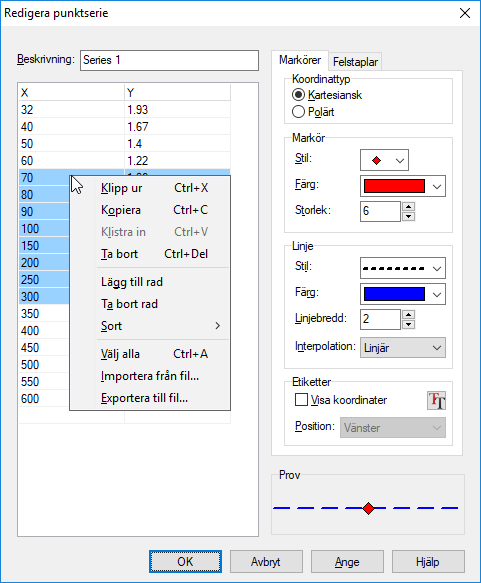 Redigera punktserie
Beskrivning: Series 1
X Y
32 1.93
40 1.67
50 1.4
60 1.22
70
80
90
100
150
200
250
300
350
400
450
500
550
600
Klipp ur Ctrl+X
Kopiera Ctrl+C
Klistra in Ctrl+V
Ta bort Ctrl+Del
Lägg till rad
Ta bort rad
Sort
Välj alla Ctrl+A
Importera från fil...
Exportera till fil...
Markörer Felstaplar
Koordinattyp
Kartesiansk
Polärt
Markör
Stil:
Färg:
Storlek: 6
Linje
Stil:
Färg:
Linjebredd: 2
Interpolation: Linjär
Etiketter
Visa koordinater
Position: Vänster
Prov
OK Avbryt Ange Hjälp